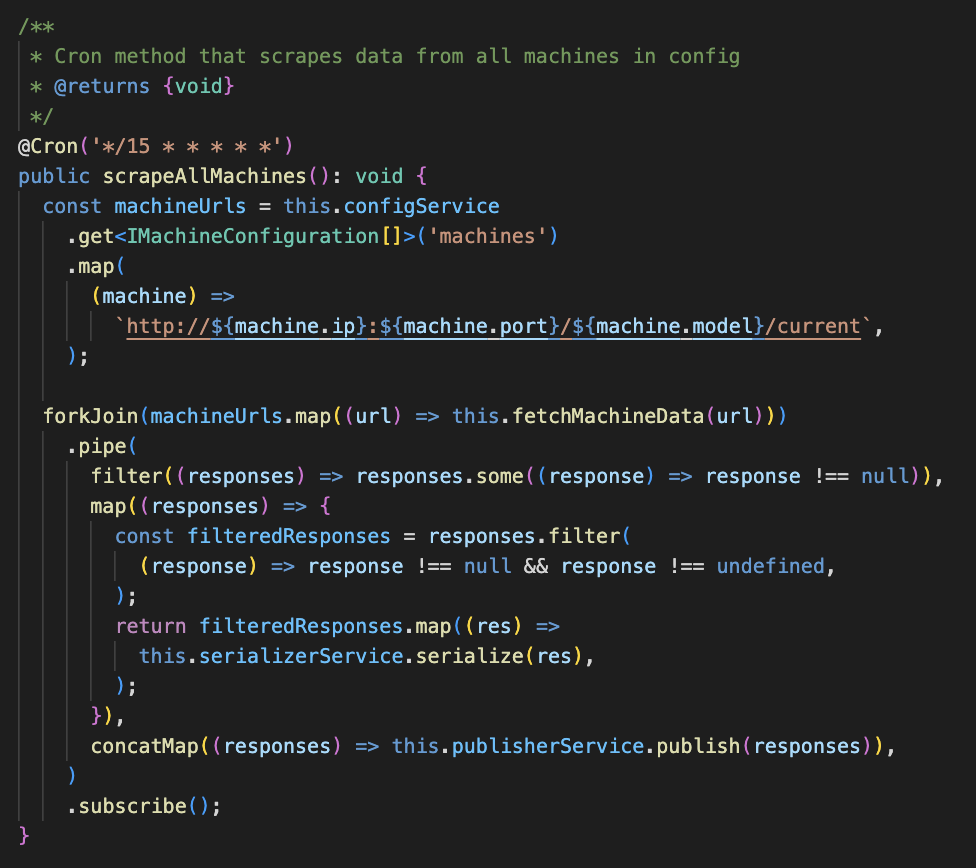 /**
 * Cron method that scrapes data from all machines in config
 * @returns {void}
 */
@Cron('*/15 * * * * *')
public scrapeAllMachines(): void {
  const machineUrls = this.configService
    .get<IMachineConfiguration[]>('machines')
    .map(
      (machine) =>
        `http://${machine.ip}:${machine.port}/${machine.model}/current`,
    );

  forkJoin(machineUrls.map((url) => this.fetchMachineData(url)))
    .pipe(
      filter((responses) => responses.some((response) => response !== null)),
      map((responses) => {
        const filteredResponses = responses.filter(
          (response) => response !== null && response !== undefined,
        );
        return filteredResponses.map((res) =>
          this.serializerService.serialize(res),
        );
      }),
      concatMap((responses) => this.publisherService.publish(responses)),
    )
    .subscribe();
}